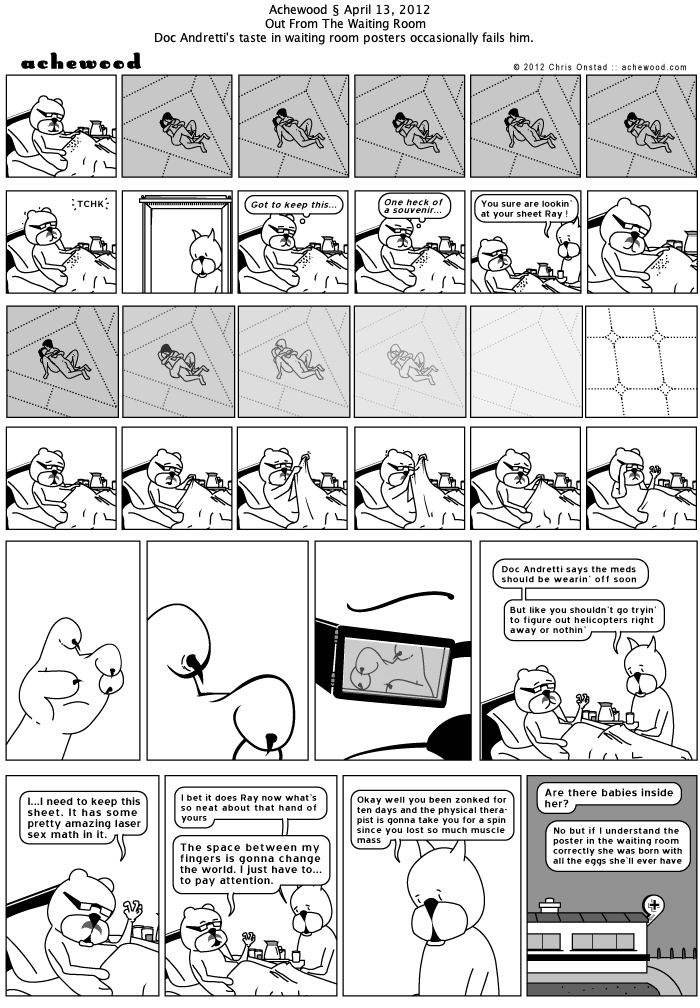 Achewood § April 13, 2012
Out From The Waiting Room
Doc Andretti's taste in waiting room posters occasionally fails him.
achewood
© 2012 Chris Onstad :: achewood.com
TCHK
Got to keep this...
One heck of
a souvenir...
You sure are lookin'
at your sheet Ray !
Doc Andretti says the meds
should be wearin' off soon
But like you shouldn't go tryin'
to figure out helicopters right
away or nothin'
I...I need to keep this
sheet. It has some
pretty amazing laser
sex math in it.
I bet it does Ray now what's
so neat about that hand of
yours
The space between my
fingers is gonna change
the world. I just have to...
to pay attention.
Okay well you been zonked for
ten days and the physical thera-
pist is gonna take you for a spin
since you lost so much muscle
mass
Are there babies inside
her?
No but if I understand the
poster in the waiting room
correctly she was born with
all the eggs she'll ever have